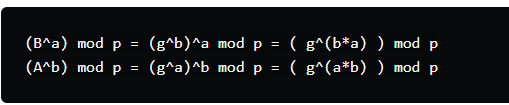 (B^a) mod p = (g^b)^a mod p = ( g^(b*a) ) mod p
(A^b) mod p = (g^a)^b mod p = ( g^(a*b) ) mod p